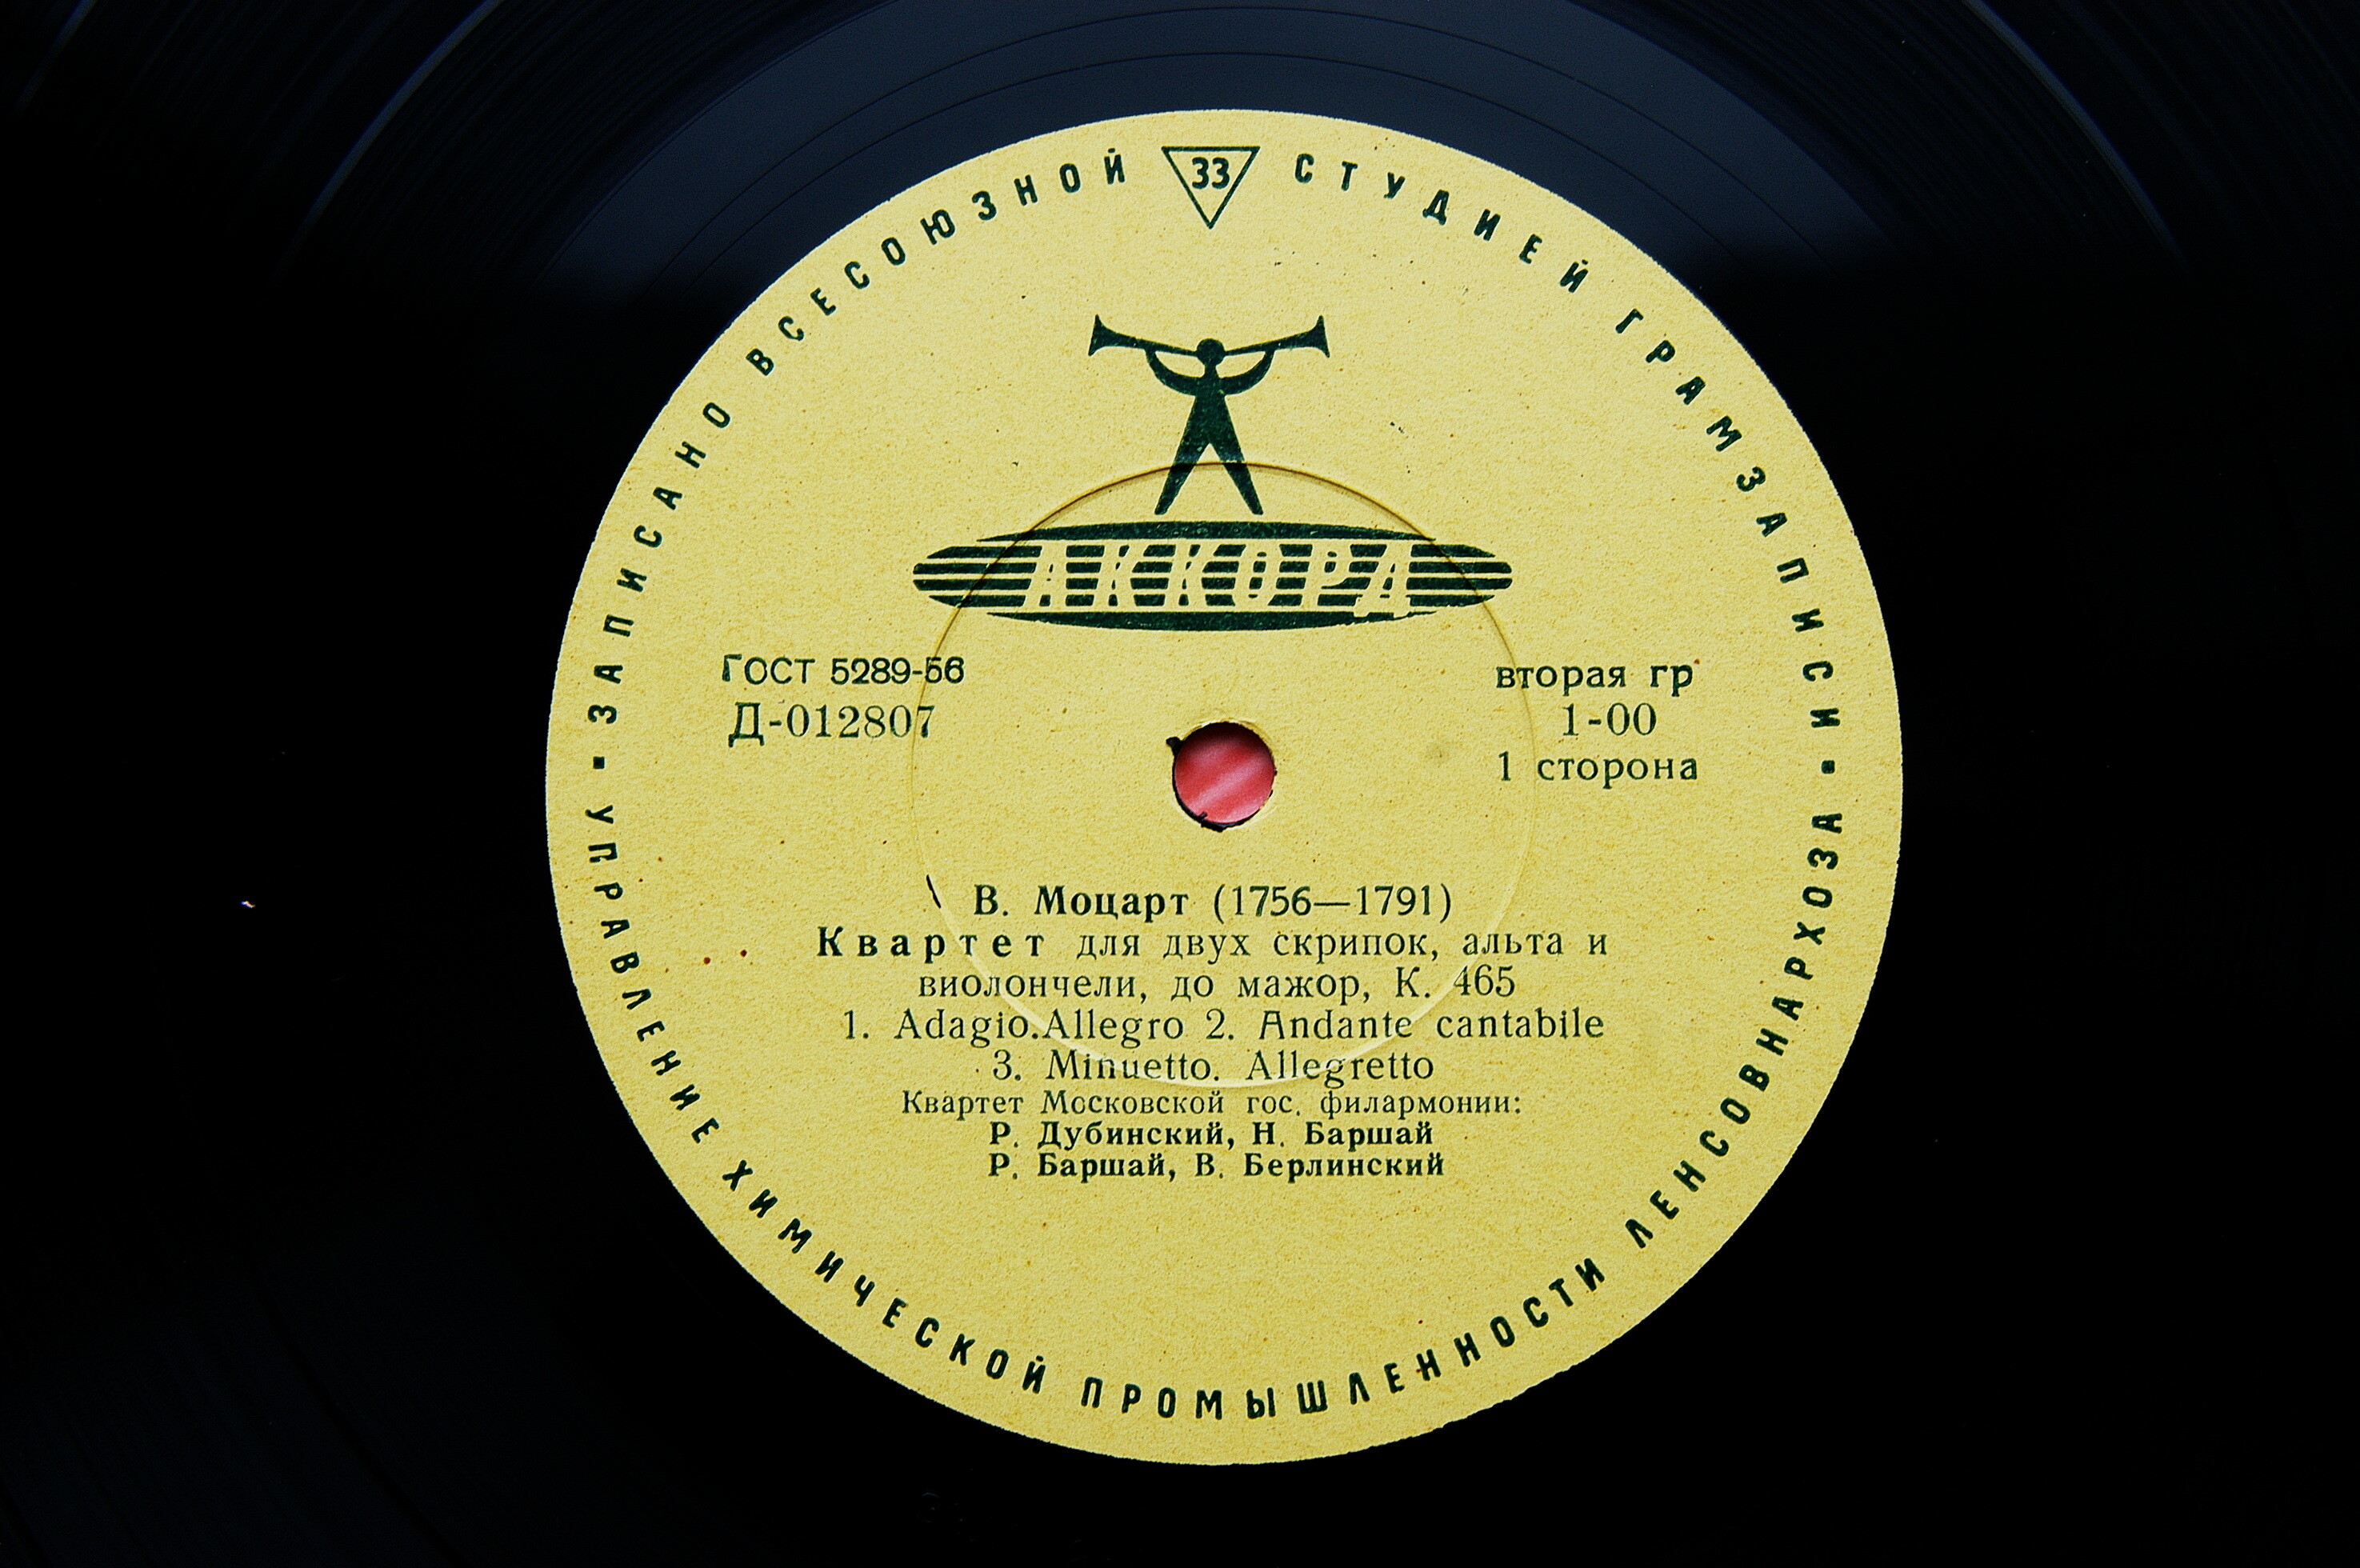 ЗАПИСАНО ВСЕСОЮЗНОЙ СТУДИЕЙ ГРАМЗАПИСИ
33
АККОРД
ГОСТ 5289-56
Д-012807
вторая гр
1-00
1 сторона
В. Моцарт (1756—1791)
Квартет для двух скрипок, альта и
виолончели, до мажор, К. 465
1. Adagio.Allegro 2. Andante cantabile
3. Minuetto. Allegretto
Квартет Московской гос. филармонии:
Р. Дубинский, Н. Баршай
Р. Баршай, В. Берлинский
УПРАВЛЕНИЕ ХИМИЧЕСКОЙ ПРОМЫШЛЕННОСТИ ЛЕНСОВНАРХОЗА